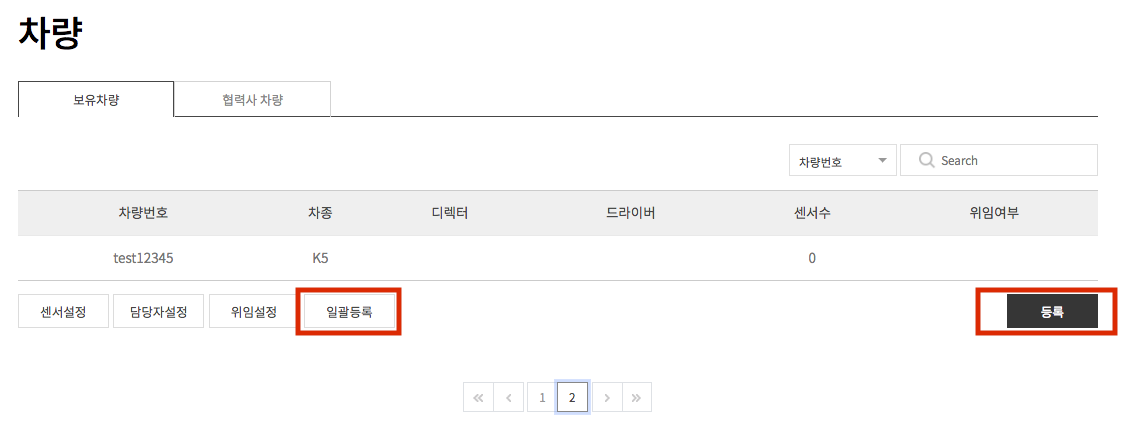 차량
보유차량 협력사 차량
차량번호 Search
차량번호 차종 디렉터 드라이버 센서수 위임여부
test12345 K5 0
센서설정 담당자설정 위임설정 일괄등록 등록
« ‹ 1 2 › »